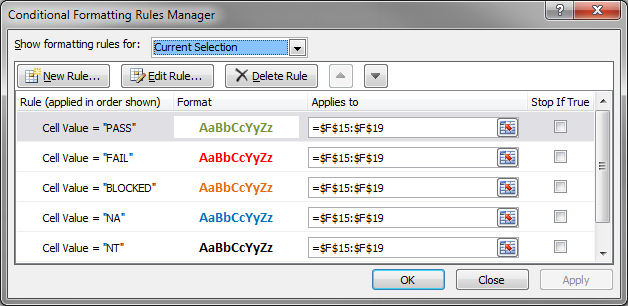 Conditional Formatting Rules Manager
Show formatting rules for: Current Selection
New Rule... Edit Rule... Delete Rule
Rule (applied in order shown) Format Applies to Stop If True
Cell Value = "PASS" AaBbCcYyZz =$F$15:$F$19
Cell Value = "FAIL" AaBbCcYyZz =$F$15:$F$19
Cell Value = "BLOCKED" AaBbCcYyZz =$F$15:$F$19
Cell Value = "NA" AaBbCcYyZz =$F$15:$F$19
Cell Value = "NT" AaBbCcYyZz =$F$15:$F$19
OK Close Apply